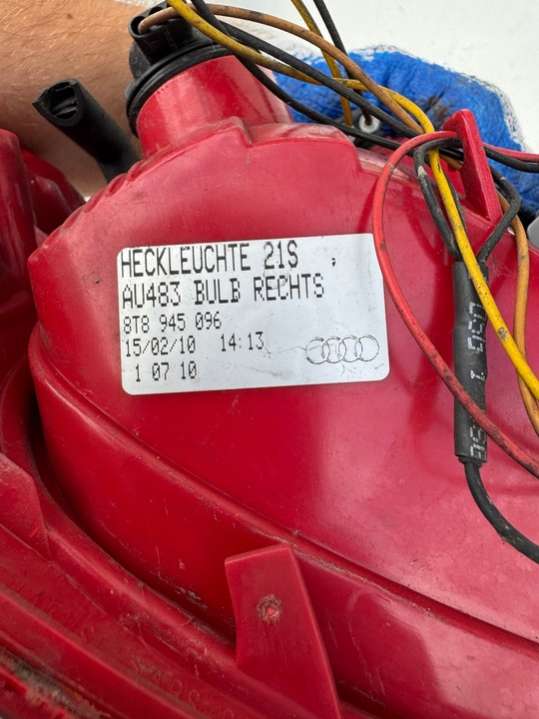 HECKLEUCHTE 21S
AU483 BULB RECHTS
8T8 945 096
15/02/10 14:13
1 07 10